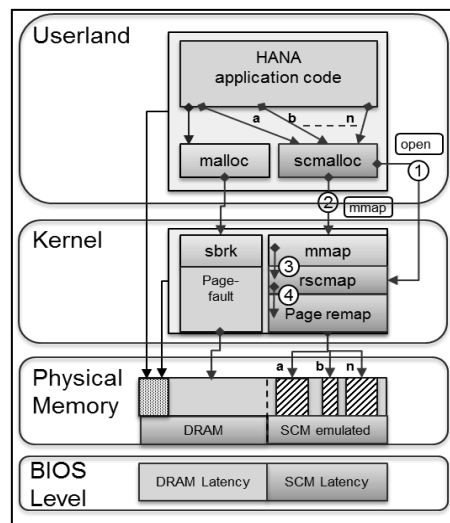 Userland
HANA
application code
a b n
malloc
scmalloc
open
1
2
mmap
Kernel
sbrk
mmap
3
Page-
fault
rscmap
4
Page remap
Physical
Memory
a b n
DRAM
SCM emulated
BIOS
Level
DRAM Latency
SCM Latency